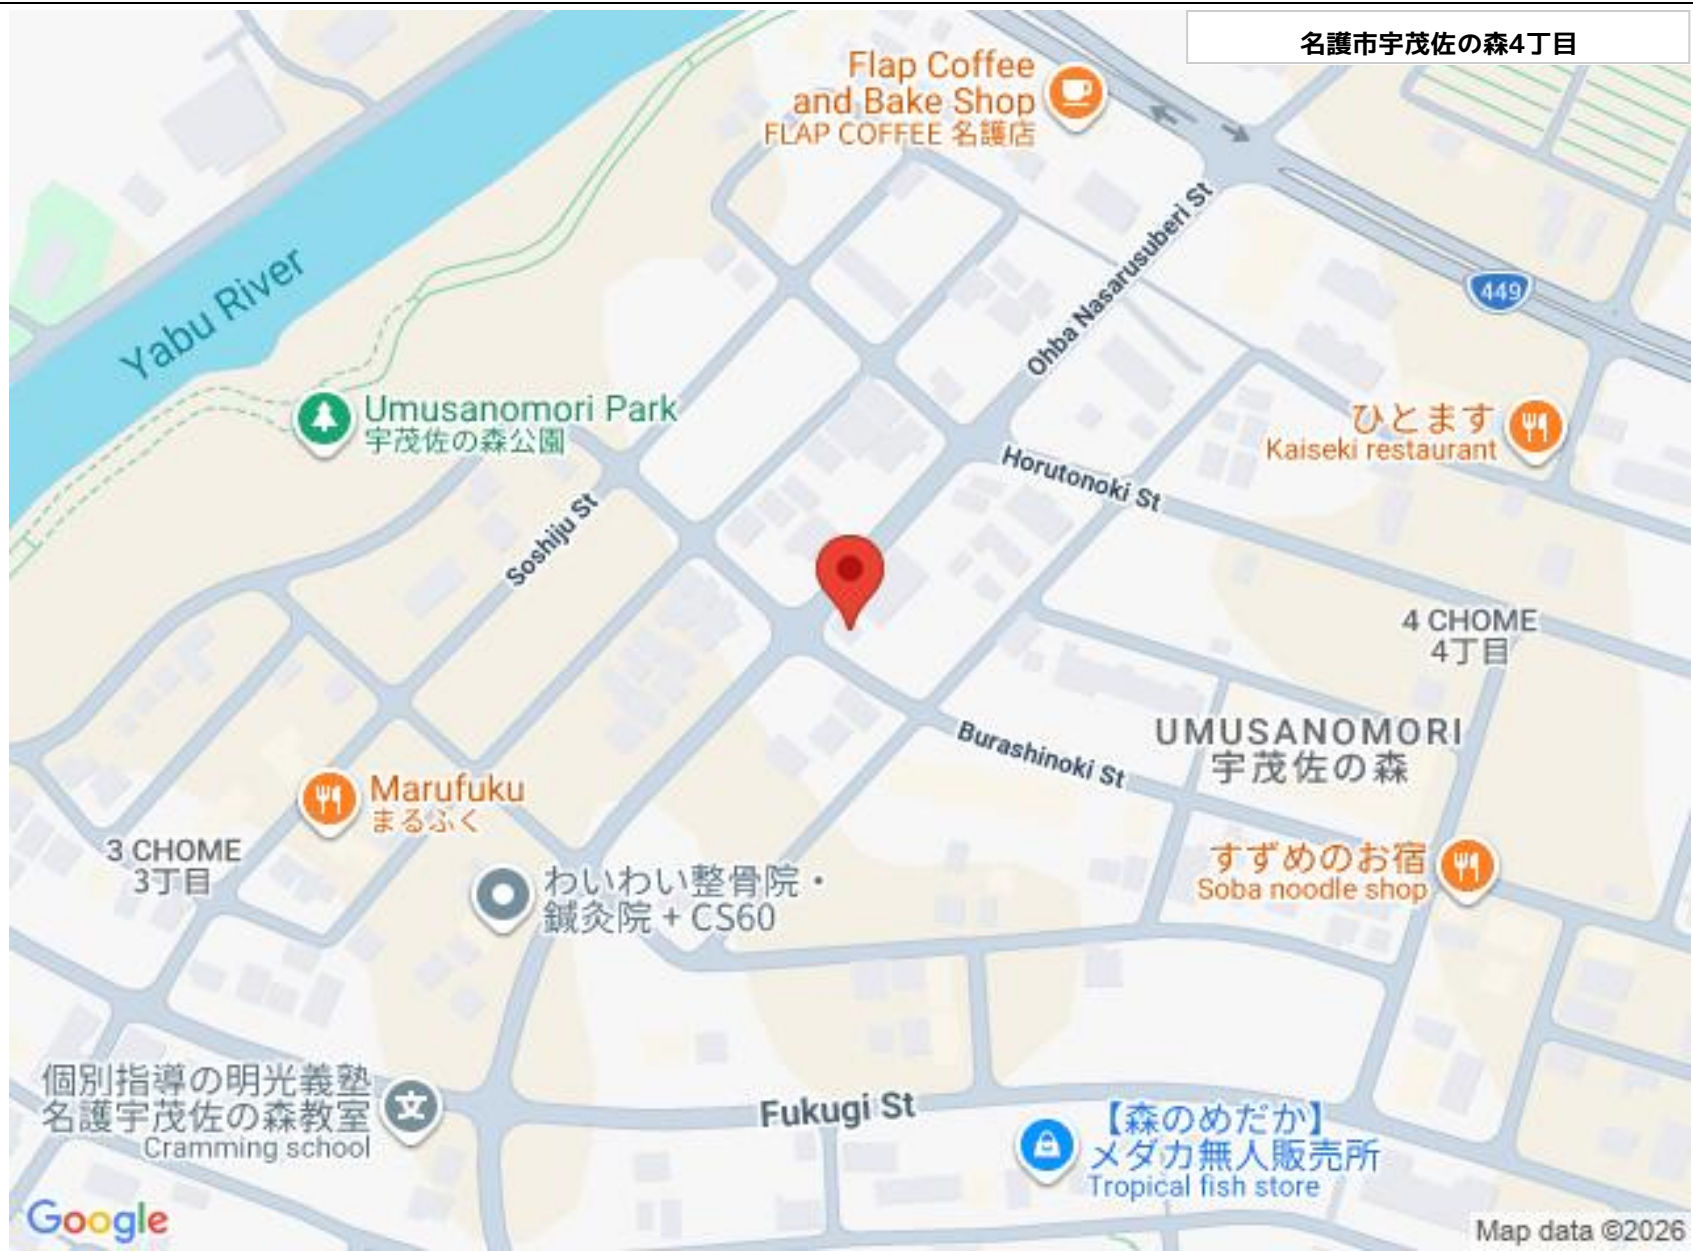 名護市宇茂佐の森4丁目
Flap Coffee
and Bake Shop
FLAP COFFEE 名護店
Ohba Nasarusuberi St
449
Yabu River
Umusanomori Park
宇茂佐の森公園
ひとます
Kaiseki restaurant
Horutonoki St
Soshiju St
4 CHOME
4丁目
UMUSANOMORI
宇茂佐の森
Burashinoki St
Marufuku
まるふく
3 CHOME
3丁目
わいわい整骨院・
鍼灸院 + CS60
すずめのお宿
Soba noodle shop
個別指導の明光義塾
名護宇茂佐の森教室
Cramming school
文
Fukugi St
【森のめだか】
メダカ無人販売所
Tropical fish store
Google
Map data ©2026